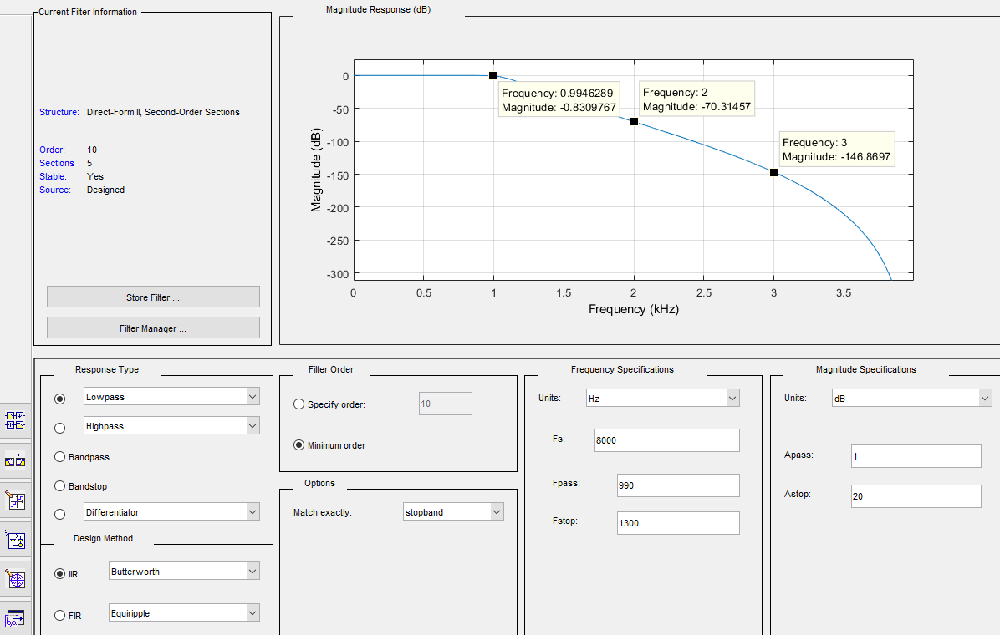 Current Filter Information
Structure: Direct-Form II, Second-Order Sections
Order: 10
Sections 5
Stable: Yes
Source: Designed
Store Filter ...
Filter Manager ...
Magnitude Response (dB)
Magnitude (dB)
0
-50
-100
-150
-200
-250
-300
Frequency: 0.9946289
Magnitude: -0.8309767
Frequency: 2
Magnitude: -70.31457
Frequency: 3
Magnitude: -146.8697
0 0.5 1 1.5 2 2.5 3 3.5
Frequency (kHz)
Response Type
Lowpass
Highpass
Bandpass
Bandstop
Differentiator
Design Method
IIR Butterworth
FIR Equiripple
Filter Order
Specify order: 10
Minimum order
Options
Match exactly: stopband
Frequency Specifications
Units: Hz
Fs: 8000
Fpass: 990
Fstop: 1300
Magnitude Specifications
Units: dB
Apass: 1
Astop: 20